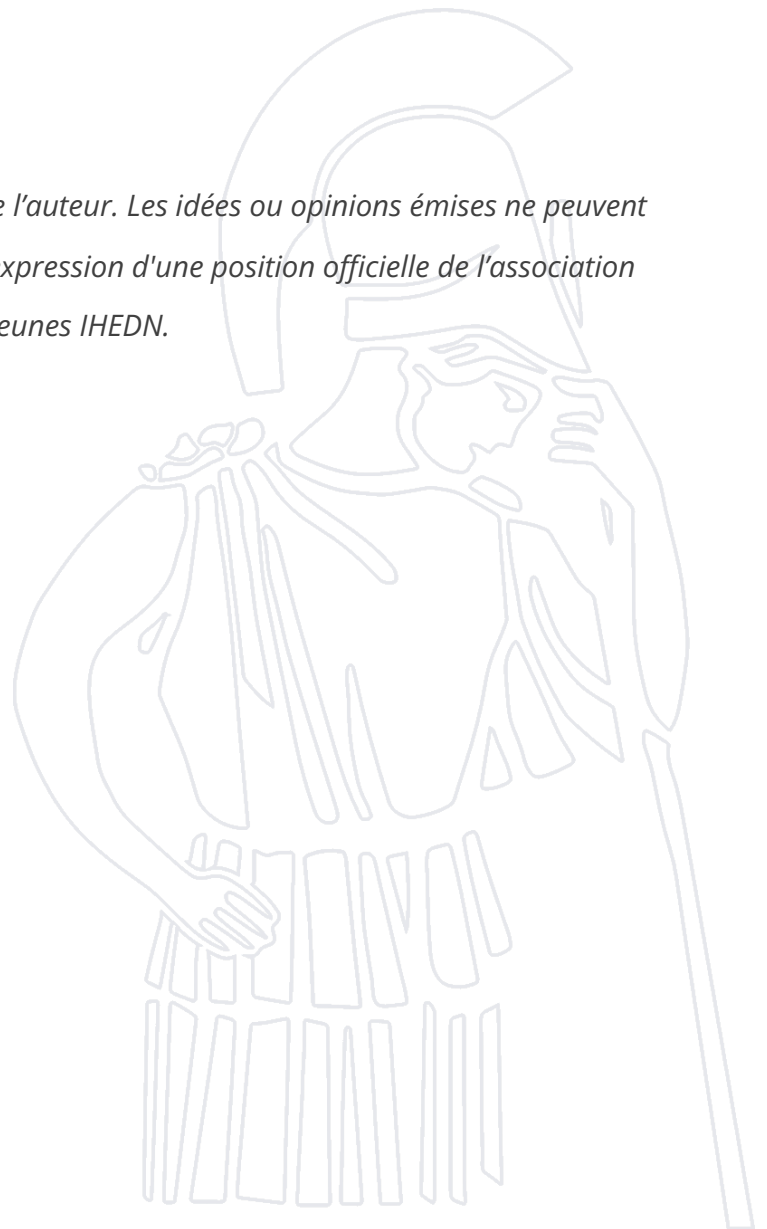 e l’auteur. Les idées ou opinions émises ne peuvent
xpression d'une position officielle de l’association
eunes IHEDN.